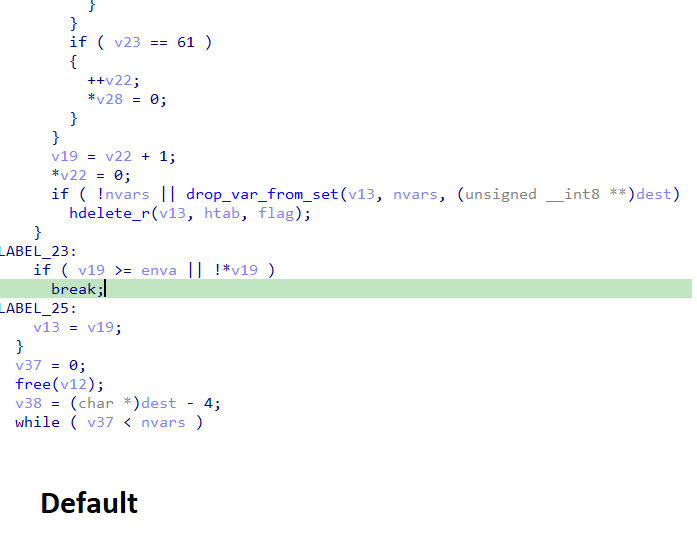 }
}
if ( v23 == 61 )
{
++v22;
*v28 = 0;
}
}
v19 = v22 + 1;
*v22 = 0;
if ( !nvars || drop_var_from_set(v13, nvars, (unsigned __int8 **)dest)
hdelete_r(v13, htab, flag);
}
LABEL_23:
if ( v19 >= enva || !*v19 )
break;
LABEL_25:
v13 = v19;
}
v37 = 0;
free(v12);
v38 = (char *)dest - 4;
while ( v37 < nvars )
Default